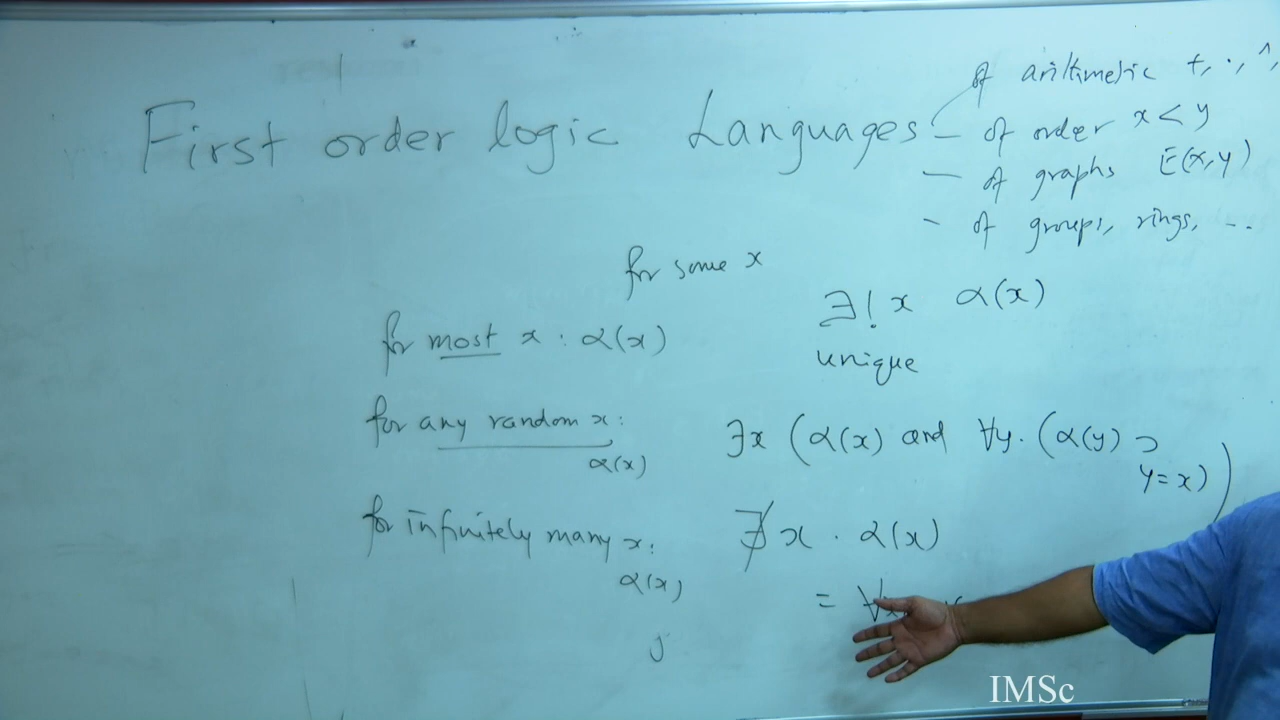 of arithmetic +, ·, ^,
First order logic Languages
– of order x < y
– of graphs E(x,y)
– of groups, rings, ...
for some x
∃! x α(x)
unique
for most x : α(x)
for any random x:
α(x)
∃x (α(x) and ∀y. (α(y) ⊃
y = x))
for infinitely many x:
α(x)
∄x · α(x)
= ∀x
IMSc